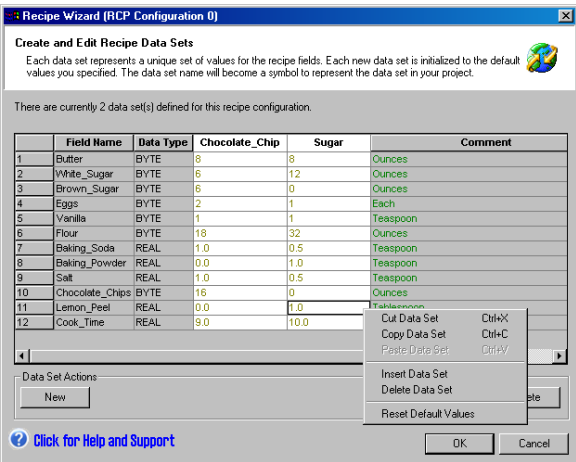 Recipe Wizard (RCP Configuration 0)
Create and Edit Recipe Data Sets
Each data set represents a unique set of values for the recipe fields. Each new data set is initialized to the default
values you specified. The data set name will become a symbol to represent the data set in your project.
There are currently 2 data set(s) defined for this recipe configuration.
Field Name Data Type Chocolate_Chip Sugar Comment
1 Butter BYTE 8 8 Ounces
2 White_Sugar BYTE 6 12 Ounces
3 Brown_Sugar BYTE 6 0 Ounces
4 Eggs BYTE 2 1 Each
5 Vanilla BYTE 1 1 Teaspoon
6 Flour BYTE 18 32 Ounces
7 Baking_Soda REAL 1.0 0.5 Teaspoon
8 Baking_Powder REAL 0.0 1.0 Teaspoon
9 Salt REAL 1.0 0.5 Teaspoon
10 Chocolate_Chips BYTE 16 0 Ounces
11 Lemon_Peel REAL 0.0 1.0 Tablespoon
12 Cook_Time REAL 9.0 10.0
Cut Data Set Ctrl+X
Copy Data Set Ctrl+C
Paste Data Set Ctrl+V
Insert Data Set
Delete Data Set
Reset Default Values
Data Set Actions
New
ete
Click for Help and Support
OK Cancel